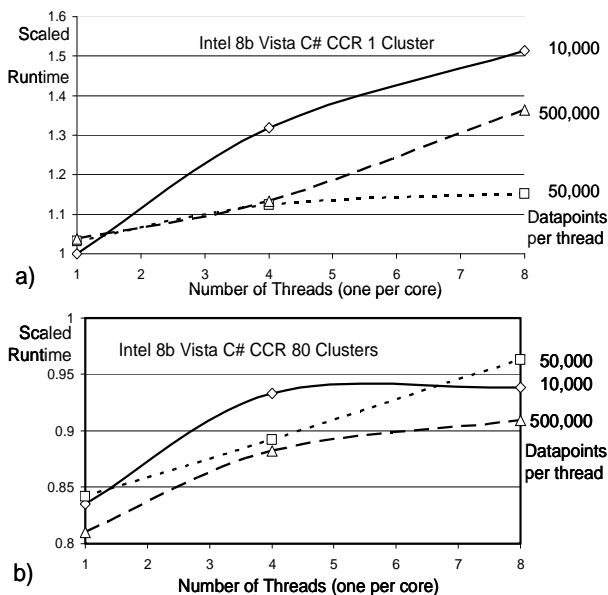 1.6
Scaled
Runtime
Intel 8b Vista C# CCR 1 Cluster
10,000
1.5
1.4
500,000
1.3
1.2
50,000
1.1
Datapoints
per thread
1
a)
1 2 3 4 5 6 7 8
Number of Threads (one per core)
1
Scaled
Runtime
Intel 8b Vista C# CCR 80 Clusters
50,000
0.95
10,000
500,000
0.9
Datapoints
per thread
0.85
0.8
1 2 3 4 5 6 7 8
b)
Number of Threads (one per core)